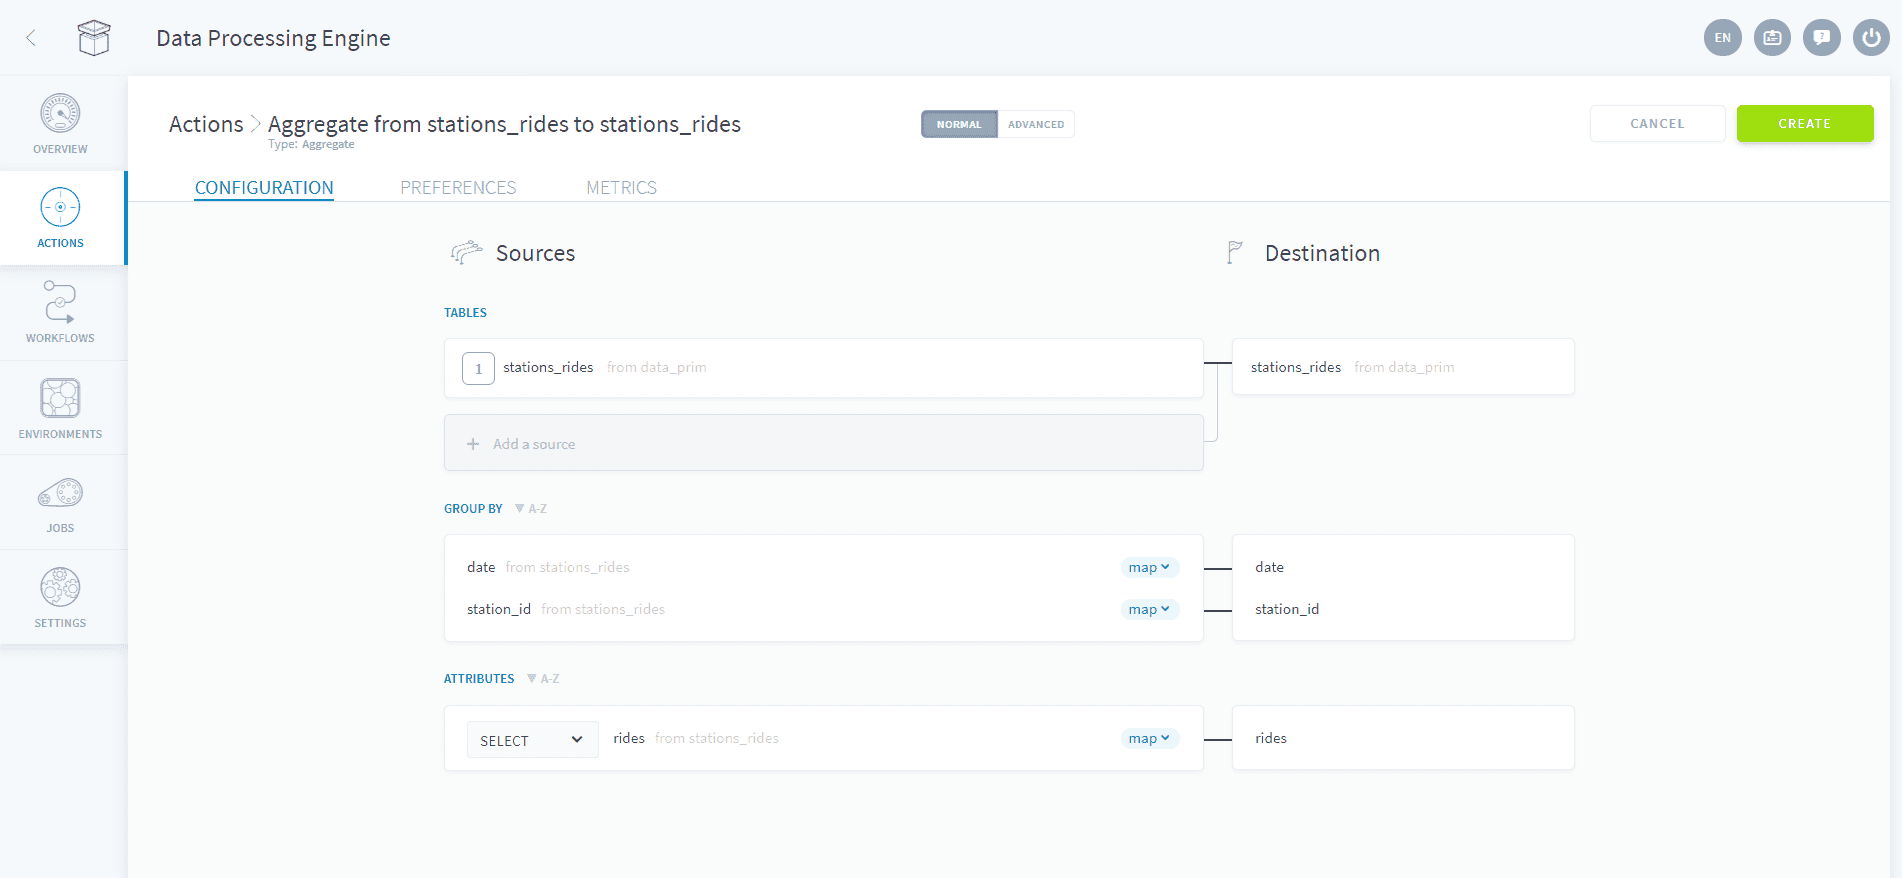 Data Processing Engine
EN
OVERVIEW
ACTIONS
WORKFLOWS
ENVIRONMENTS
JOBS
SETTINGS
Actions Aggregate from stations_rides to stations_rides
Type: Aggregate
NORMAL ADVANCED
CANCEL CREATE
CONFIGURATION PREFERENCES METRICS
Sources Destination
TABLES
1 stations_rides from data_prim stations_rides from data_prim
+ Add a source
GROUP BY A-Z
date from stations_rides map date
station_id from stations_rides map station_id
ATTRIBUTES A-Z
SELECT rides from stations_rides map rides